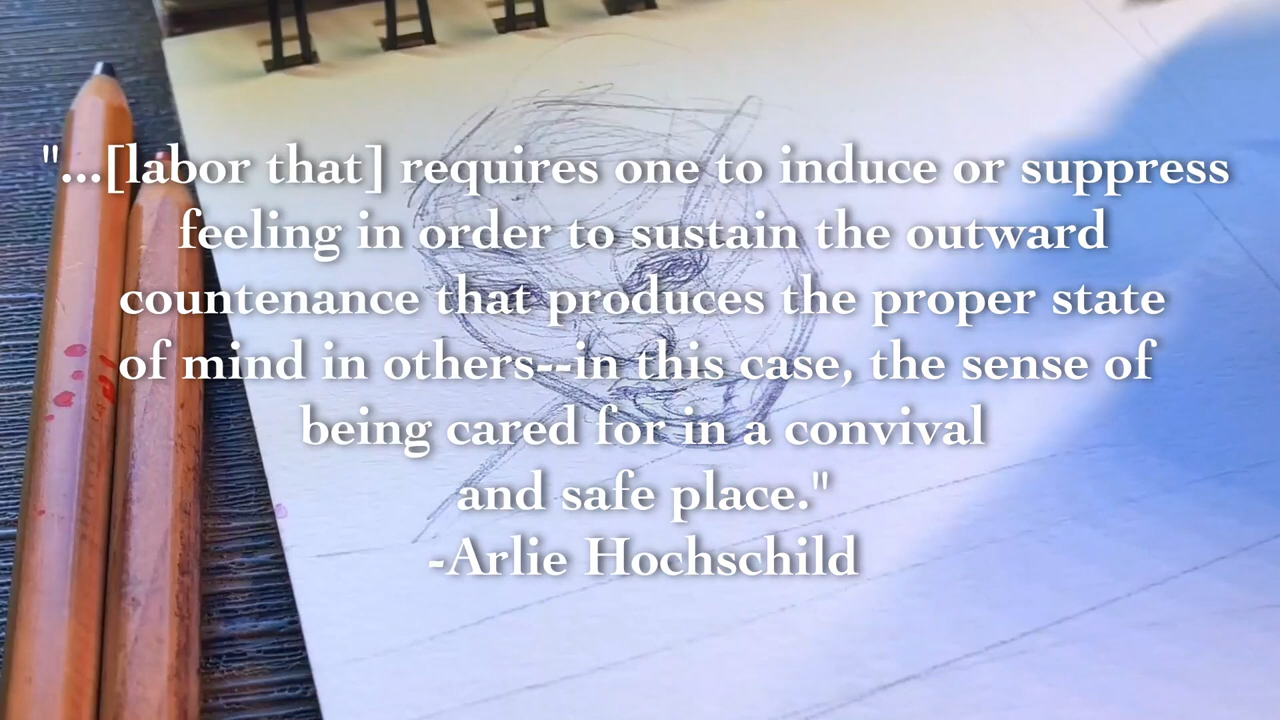 "...[labor that] requires one to induce or suppress
feeling in order to sustain the outward
countenance that produces the proper state
of mind in others--in this case, the sense of
being cared for in a convival
and safe place."
-Arlie Hochschild